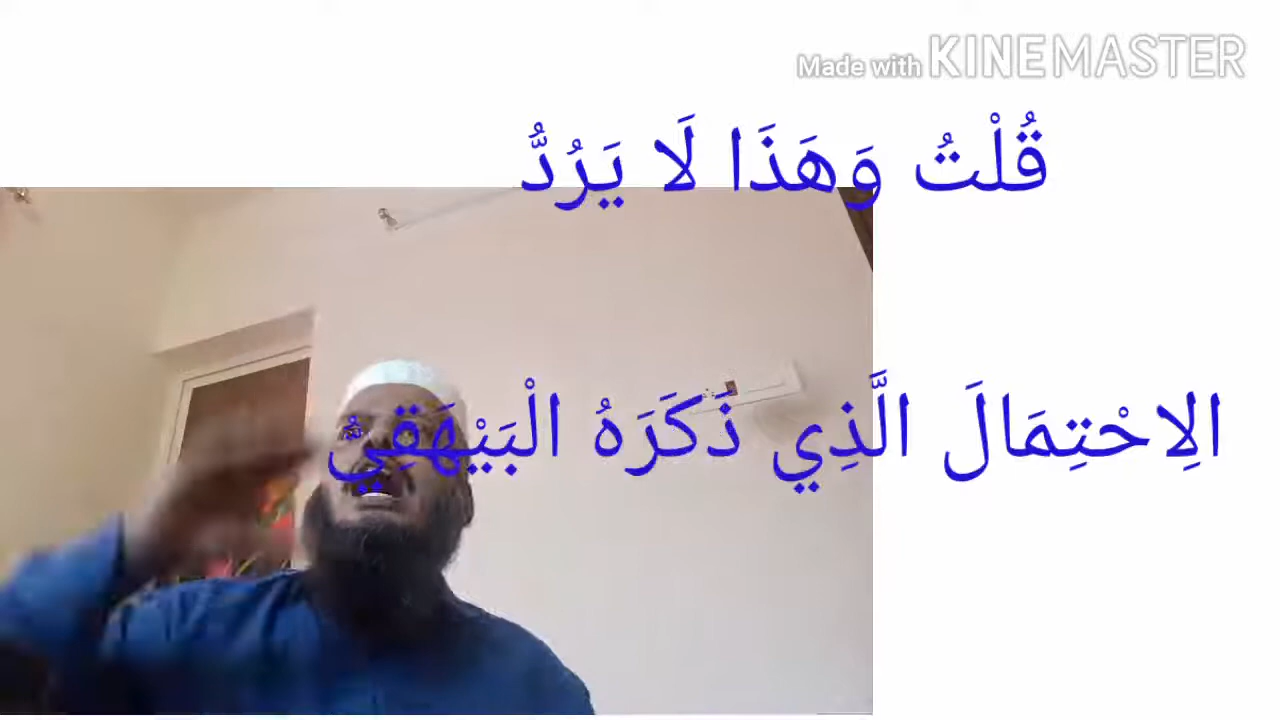 Made with KINEMASTER
قُلْتُ وَهَذَا لَا يَرُدُّ
الِاحْتِمَالَ الَّذِي ذَكَرَهُ الْبَيْهَقِيُّ